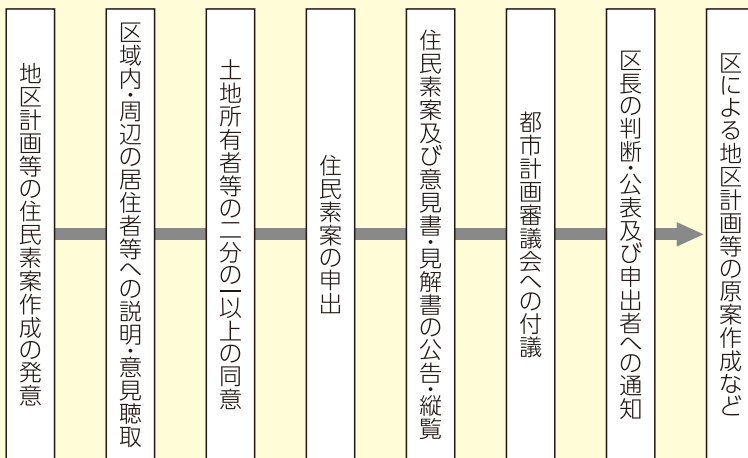 地区計画等の住民素案作成の発意
区域内・周辺の居住者等への説明・意見聴取
土地所有者等の二分の一以上の同意
住民素案の申出
住民素案及び意見書・見解書の公告・縦覧
都市計画審議会への付議
区長の判断・公表及び申出者への通知
区による地区計画等の原案作成など